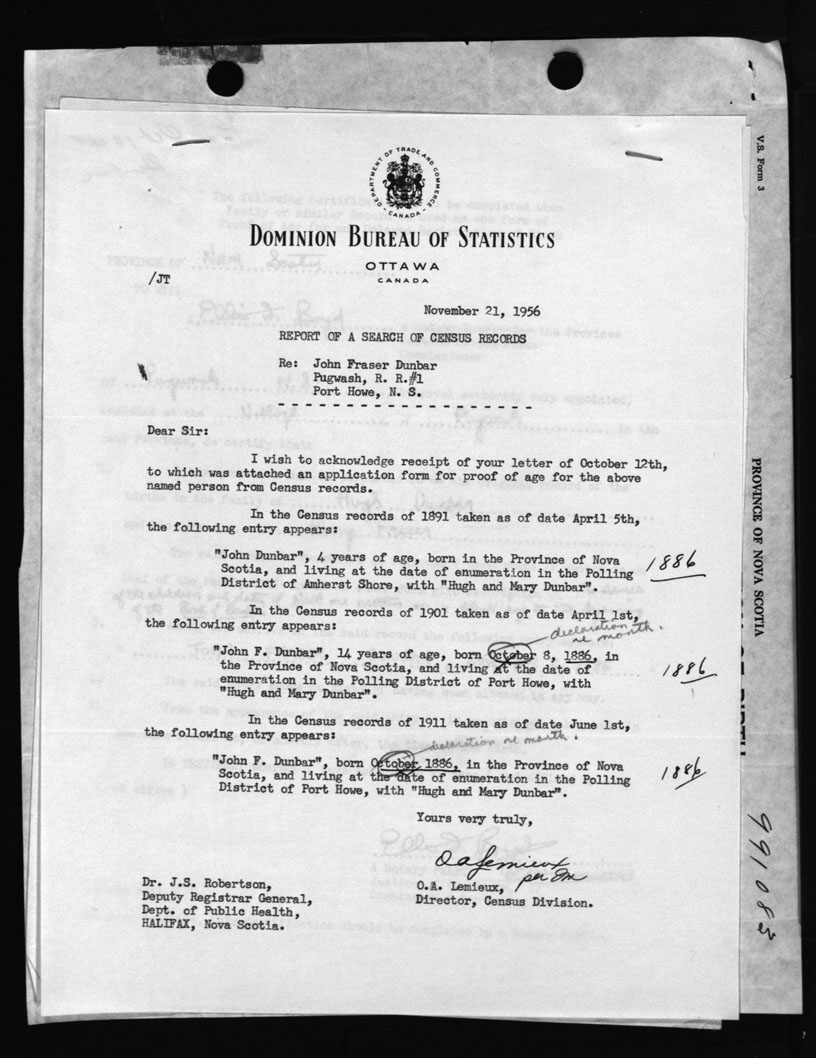 DEPARTMENT OF TRADE AND COMMERCE
CANADA
DOMINION BUREAU OF STATISTICS
OTTAWA
CANADA
/JT
November 21, 1956
REPORT OF A SEARCH OF CENSUS RECORDS
Re: John Fraser Dunbar
Pugwash, R. R.#1
Port Howe, N. S.
Dear Sir:
I wish to acknowledge receipt of your letter of October 12th,
to which was attached an application form for proof of age for the above
named person from Census records.
In the Census records of 1891 taken as of date April 5th,
the following entry appears:
"John Dunbar", 4 years of age, born in the Province of Nova
Scotia, and living at the date of enumeration in the Polling
District of Amherst Shore, with "Hugh and Mary Dunbar".
1886
In the Census records of 1901 taken as of date April 1st,
the following entry appears:
declaration
re month.
"John F. Dunbar", 14 years of age, born October 8, 1886, in
the Province of Nova Scotia, and living at the date of
enumeration in the Polling District of Port Howe, with
"Hugh and Mary Dunbar".
1886
In the Census records of 1911 taken as of date June 1st,
the following entry appears:
declaration re month.
"John F. Dunbar", born October 1886, in the Province of Nova
Scotia, and living at the date of enumeration in the Polling
District of Port Howe, with "Hugh and Mary Dunbar".
1886
Yours very truly,
O A Lemieux
per
O.A. Lemieux,
Director, Census Division.
Dr. J.S. Robertson,
Deputy Registrar General,
Dept. of Public Health,
HALIFAX, Nova Scotia.
V.S. Form 3
PROVINCE OF NOVA SCOTIA
BIRTH
991083